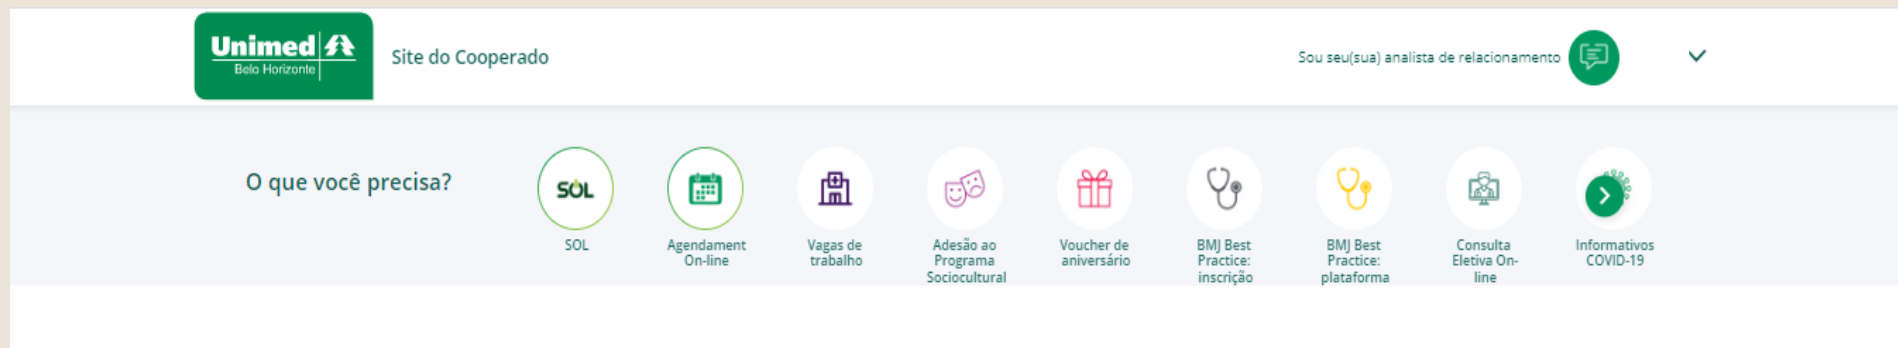 Unimed
Belo Horizonte
Site do Cooperado
Sou seu(sua) analista de relacionamento
O que você precisa?
SOL
SOL
Agendament
On-line
Vagas de
trabalho
Adesão ao
Programa
Sociocultural
Voucher de
aniversário
BMJ Best
Practice:
inscrição
BMJ Best
Practice:
plataforma
Consulta
Eletiva On-
line
Informativos
COVID-19